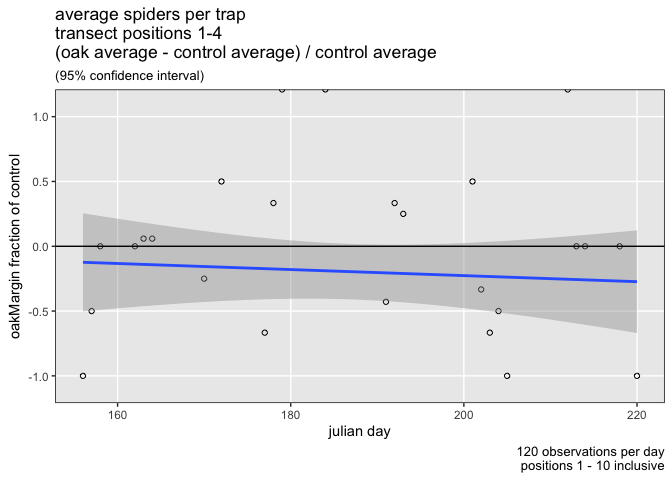 average spiders per trap
transect positions 1-4
(oak average - control average) / control average
(95% confidence interval)
oakMargin fraction of control
1.0
0.5
0.0
-0.5
-1.0
160
180
200
220
julian day
120 observations per day
positions 1 - 10 inclusive